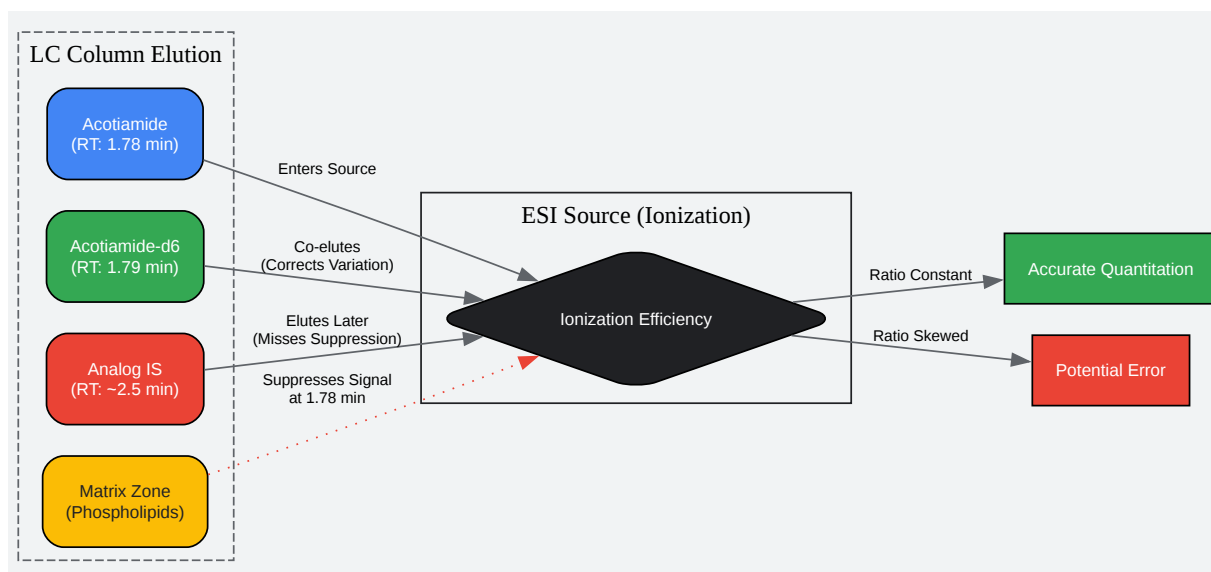 LC Column Elution
Acotiamide
(RT: 1.78 min)
Enters Source
Acotiamide-d6
(RT: 1.79 min)
Co-elutes
(Corrects Variation)
Analog IS
(RT: ~2.5 min)
Elutes Later
(Misses Suppression)
Matrix Zone
(Phospholipids)
Suppresses Signal
at 1.78 min
ESI Source (Ionization)
Ionization Efficiency
Ratio Constant
Accurate Quantitation
Ratio Skewed
Potential Error